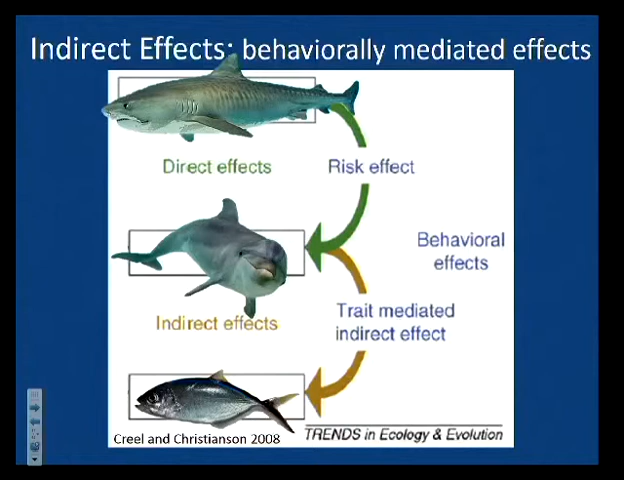 Indirect Effects: behaviorally mediated effects
Direct effects
Risk effect
Behavioral
effects
Indirect effects
Trait mediated
indirect effect
Creel and Christianson 2008
TRENDS in Ecology & Evolution